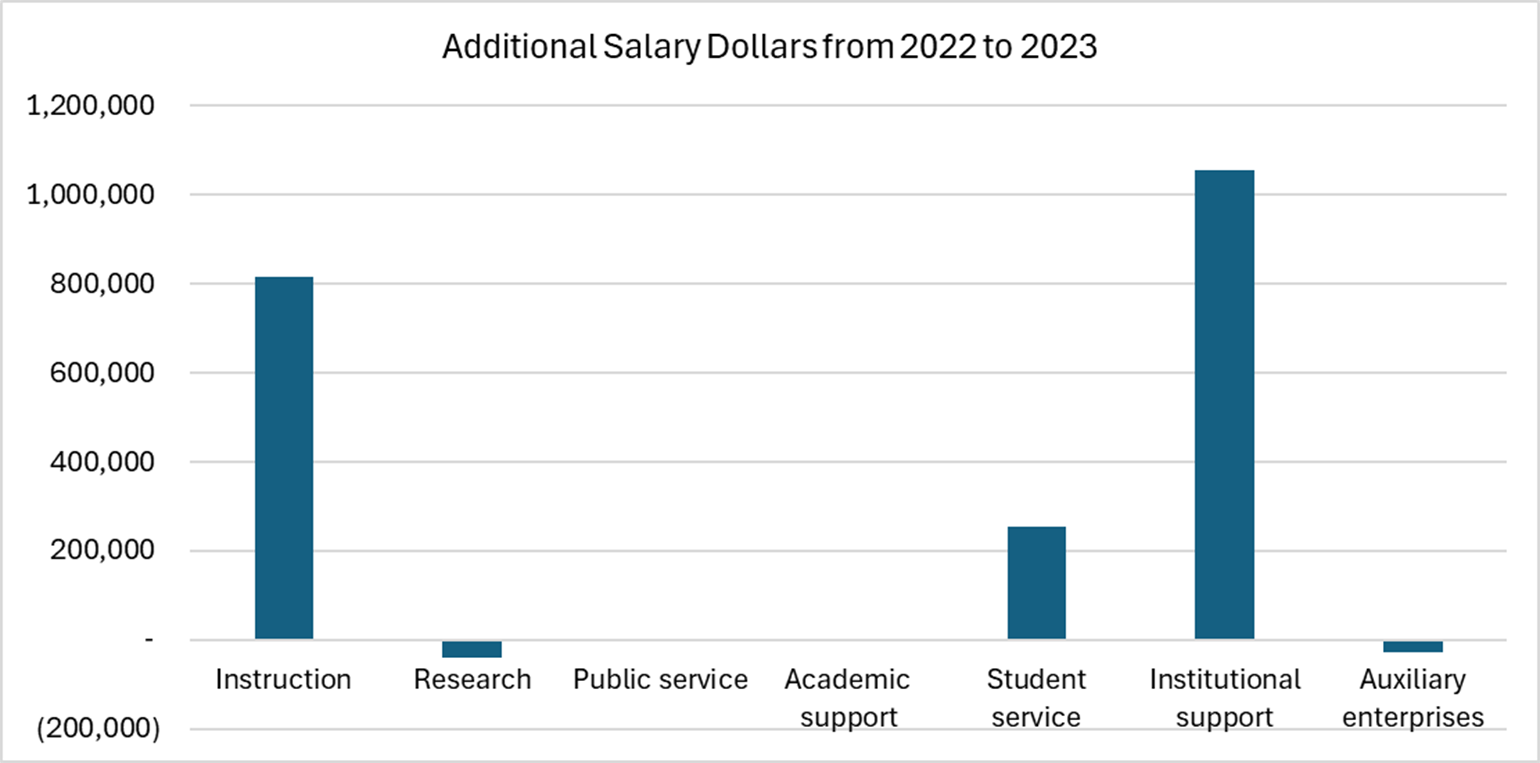 Additional Salary Dollars from 2022 to 2023
1,200,000
1,000,000
800,000
600,000
400,000
200,000
-
(200,000)
Instruction
Research
Public service
Academic
support
Student
service
Institutional
support
Auxiliary
enterprises